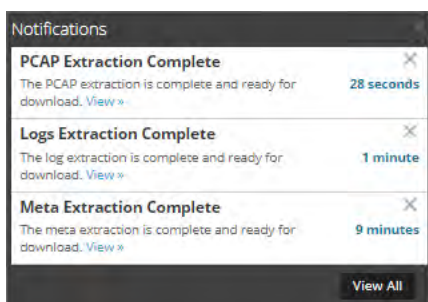 Notifications
PCAP Extraction Complete
The PCAP extraction is complete and ready for
28 seconds
download. View »
Logs Extraction Complete
The log extraction is complete and ready for
1 minute
download. View »
Meta Extraction Complete
The meta extraction is complete and ready for
9 minutes
download. View »
View All